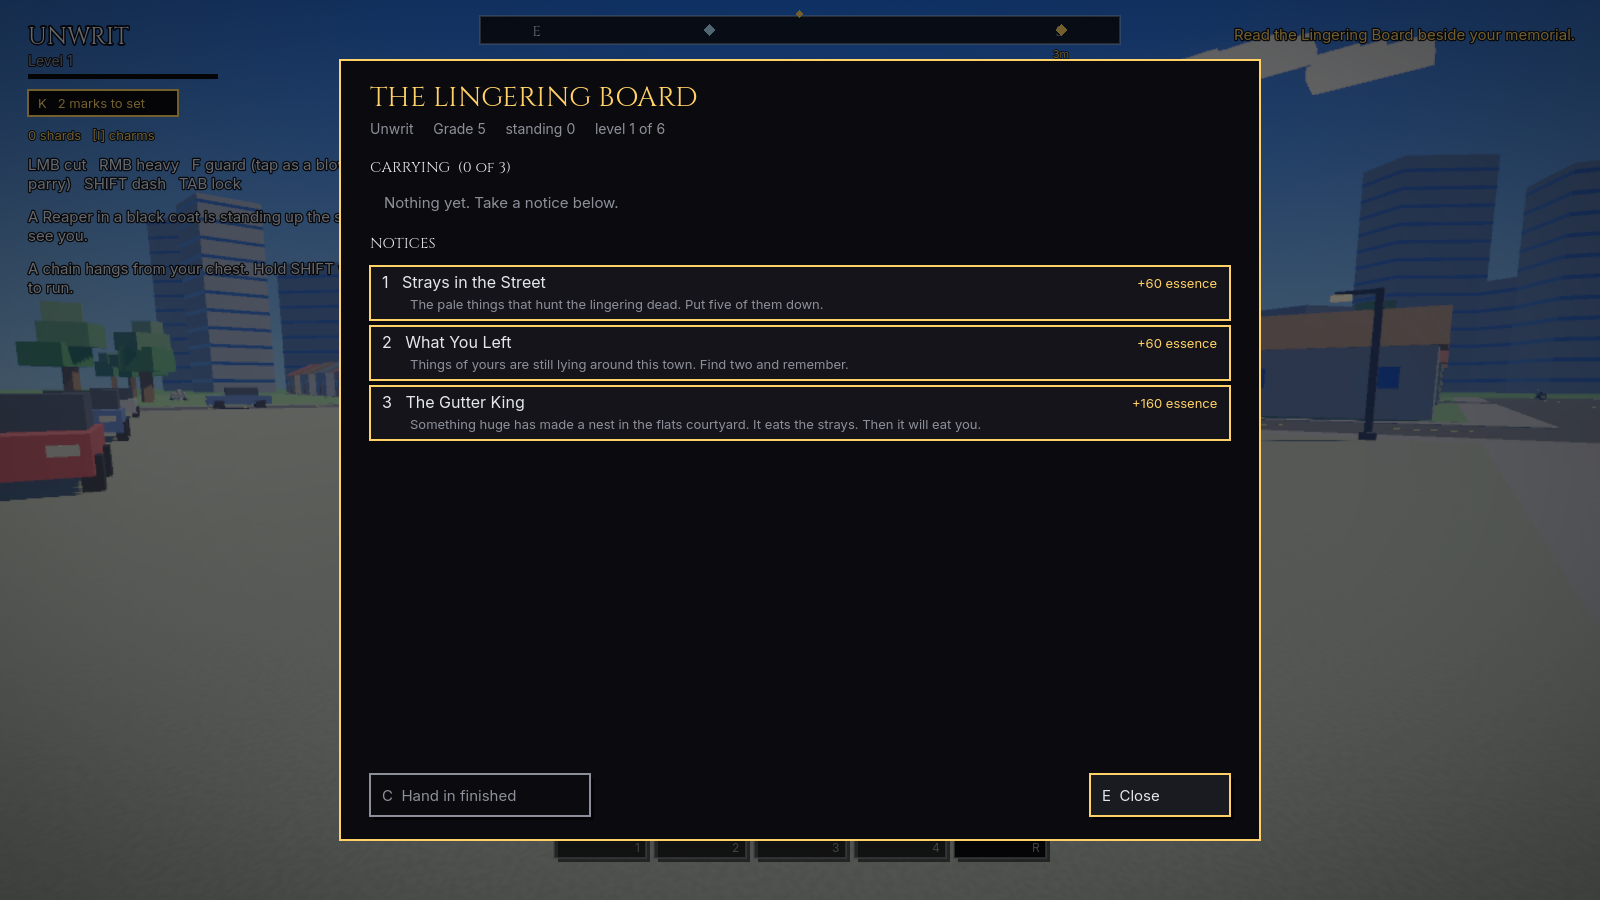 UNWRIT
Level 1
K 2 marks to set
0 shards [I] charms
LMB cut RMB heavy F guard (tap as a blo
parry) SHIFT dash TAB lock
A Reaper in a black coat is standing up the s
see you.
A chain hangs from your chest. Hold SHIFT
to run.
E
3m
Read the Lingering Board beside your memorial.
THE LINGERING BOARD
Unwrit Grade 5 standing 0 level 1 of 6
CARRYING (0 OF 3)
Nothing yet. Take a notice below.
NOTICES
1 Strays in the Street +60 essence
The pale things that hunt the lingering dead. Put five of them down.
2 What You Left +60 essence
Things of yours are still lying around this town. Find two and remember.
3 The Gutter King +160 essence
Something huge has made a nest in the flats courtyard. It eats the strays. Then it will eat you.
C Hand in finished
E Close
1 2 3 4 R